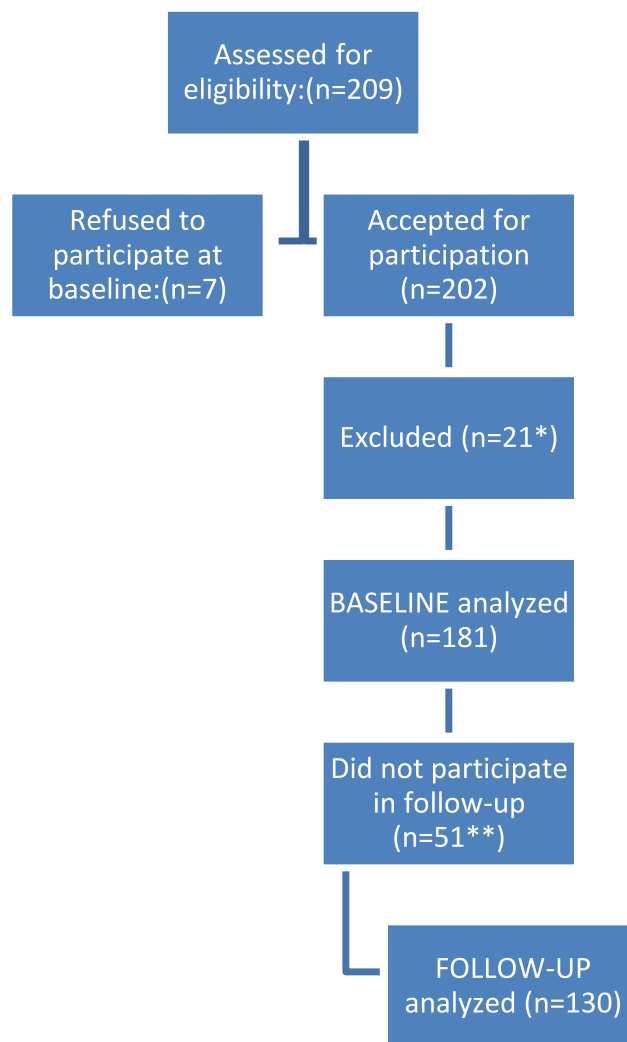 Assessed for
eligibility:(n=209)
Refused to
participate at
baseline:(n=7)
Accepted for
participation
(n=202)
Excluded (n=21*)
BASELINE analyzed
(n=181)
Did not participate
in follow-up
(n=51**)
FOLLOW-UP
analyzed (n=130)